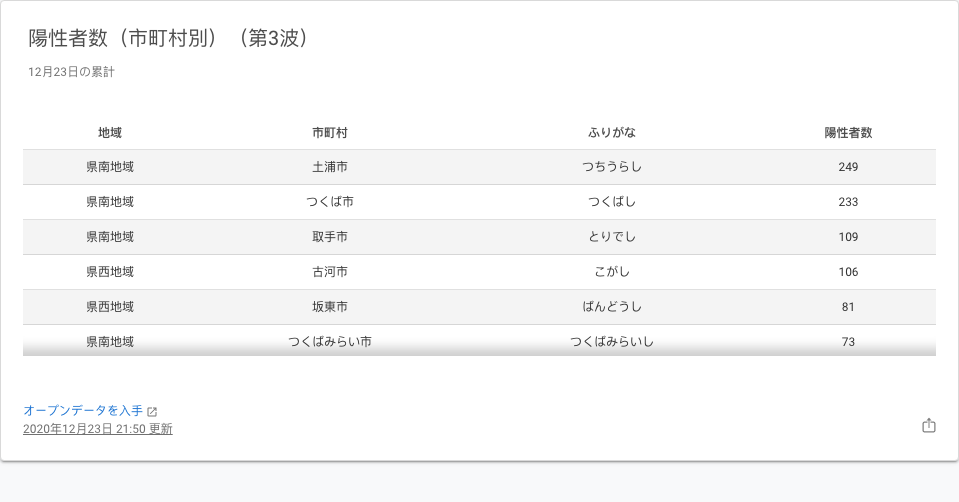 陽性者数（市町村別）（第3波）
12月23日の累計
地域 市町村 ふりがな 陽性者数
県南地域 土浦市 つちうらし 249
県南地域 つくば市 つくばし 233
県南地域 取手市 とりでし 109
県西地域 古河市 こがし 106
県西地域 坂東市 ばんどうし 81
県南地域 つくばみらい市 つくばみらいし 73
オープンデータを入手
2020年12月23日 21:50 更新